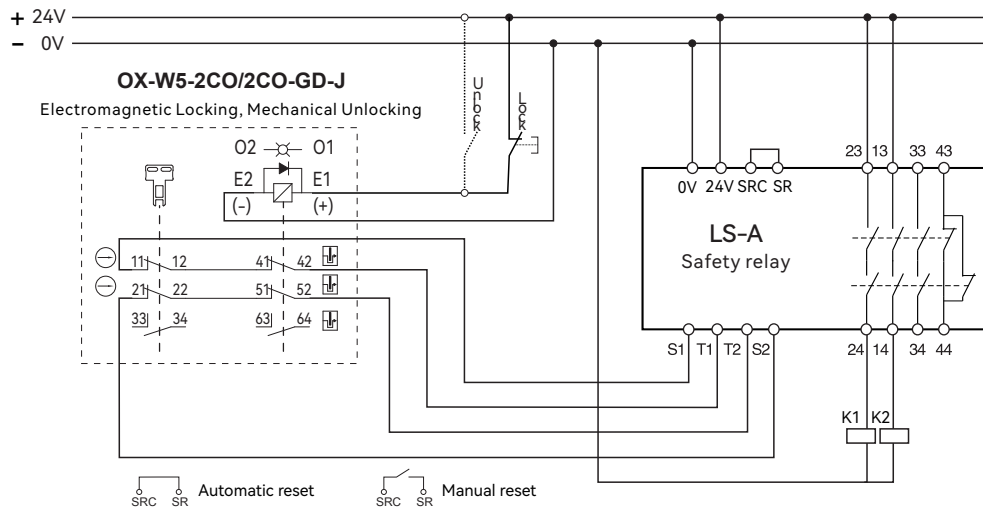 + 24V
- 0V
OX-W5-2CO/2CO-GD-J
Electromagnetic Locking, Mechanical Unlocking
Unlock
Lock
O2 O1
E2 E1
(-) (+)
11 12 41 42
21 22 51 52
33 34 63 64
23 13 33 43
0V 24V SRC SR
LS-A
Safety relay
S1 T1 T2 S2
24 14 34 44
K1 K2
SRC SR Automatic reset
SRC SR Manual reset